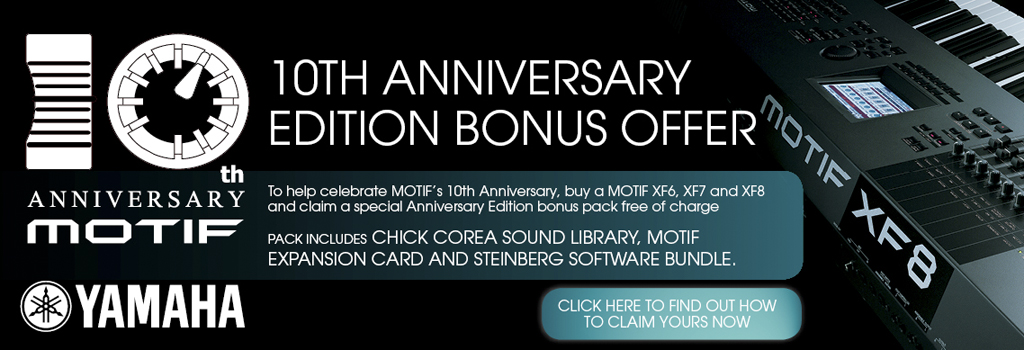 10
th
ANNIVERSARY
MOTIF
YAMAHA
10TH ANNIVERSARY
EDITION BONUS OFFER
To help celebrate MOTIF's 10th Anniversary, buy a MOTIF XF6, XF7 and XF8
and claim a special Anniversary Edition bonus pack free of charge
PACK INCLUDES CHICK COREA SOUND LIBRARY, MOTIF
EXPANSION CARD AND STEINBERG SOFTWARE BUNDLE.
CLICK HERE TO FIND OUT HOW
TO CLAIM YOURS NOW
MOTIF
XF8